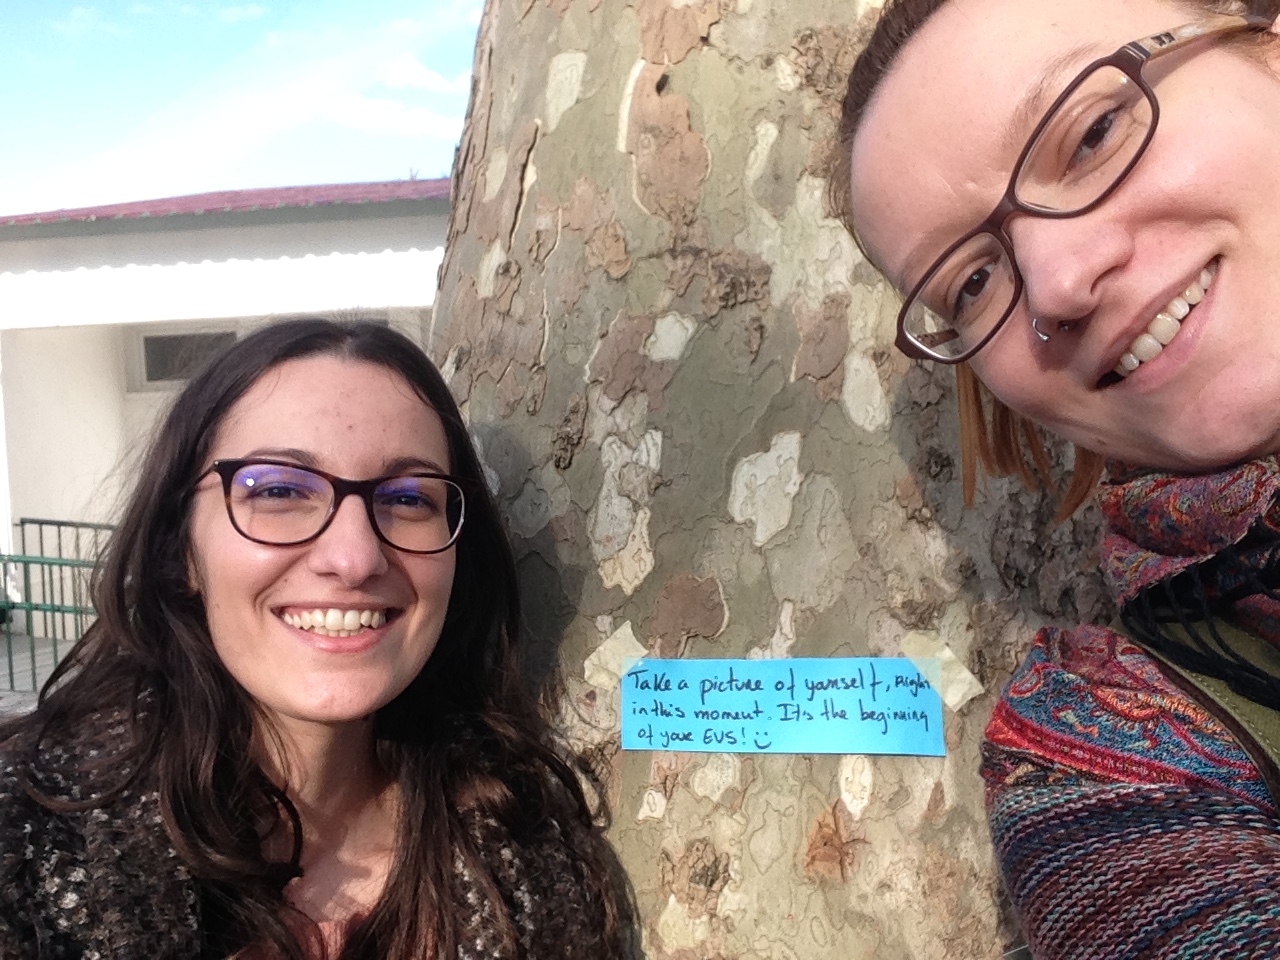 Take a picture of yourself, Right
in this moment. It's the beginning
of your EVS! :)